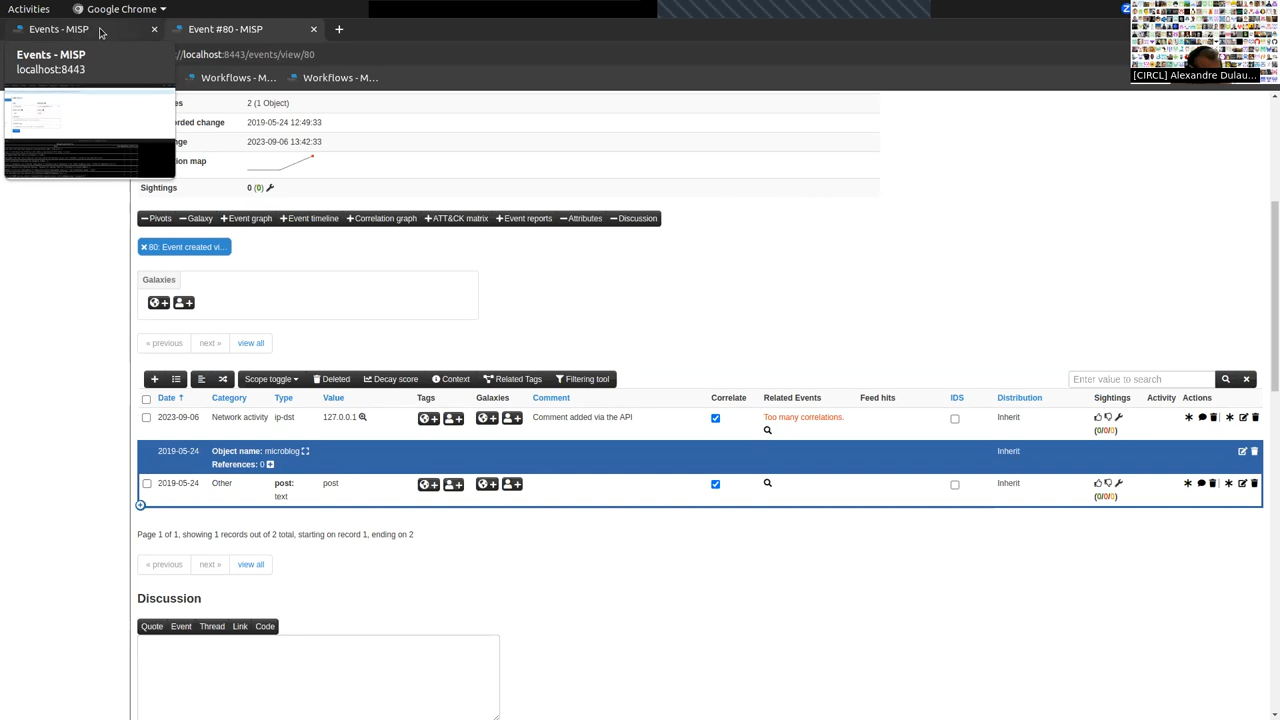 Activities
Google Chrome
Events - MISP
Event #80 - MISP
Events - MISP
localhost:8443
//localhost:8443/events/view/80
Workflows - M...
Workflows - M...
[CIRCL] Alexandre Dulau...
2 (1 Object)
2019-05-24 12:49:33
2023-09-06 13:42:33
Sightings
0 (0)
Pivots
Galaxy
Event graph
Event timeline
Correlation graph
ATT&CK matrix
Event reports
Attributes
Discussion
80: Event created vi...
Galaxies
« previous
next »
view all
Scope toggle
Deleted
Decay score
Context
Related Tags
Filtering tool
Enter value to search
Date
Category
Type
Value
Tags
Galaxies
Comment
Correlate
Related Events
Feed hits
IDS
Distribution
Sightings
Activity
Actions
2023-09-06
Network activity
ip-dst
127.0.0.1
Comment added via the API
Too many correlations.
Inherit
(0/0/0)
2019-05-24
Object name: microblog
References: 0
Inherit
2019-05-24
Other
post:
text
post
Inherit
(0/0/0)
Page 1 of 1, showing 1 records out of 2 total, starting on record 1, ending on 2
« previous
next »
view all
Discussion
Quote
Event
Thread
Link
Code